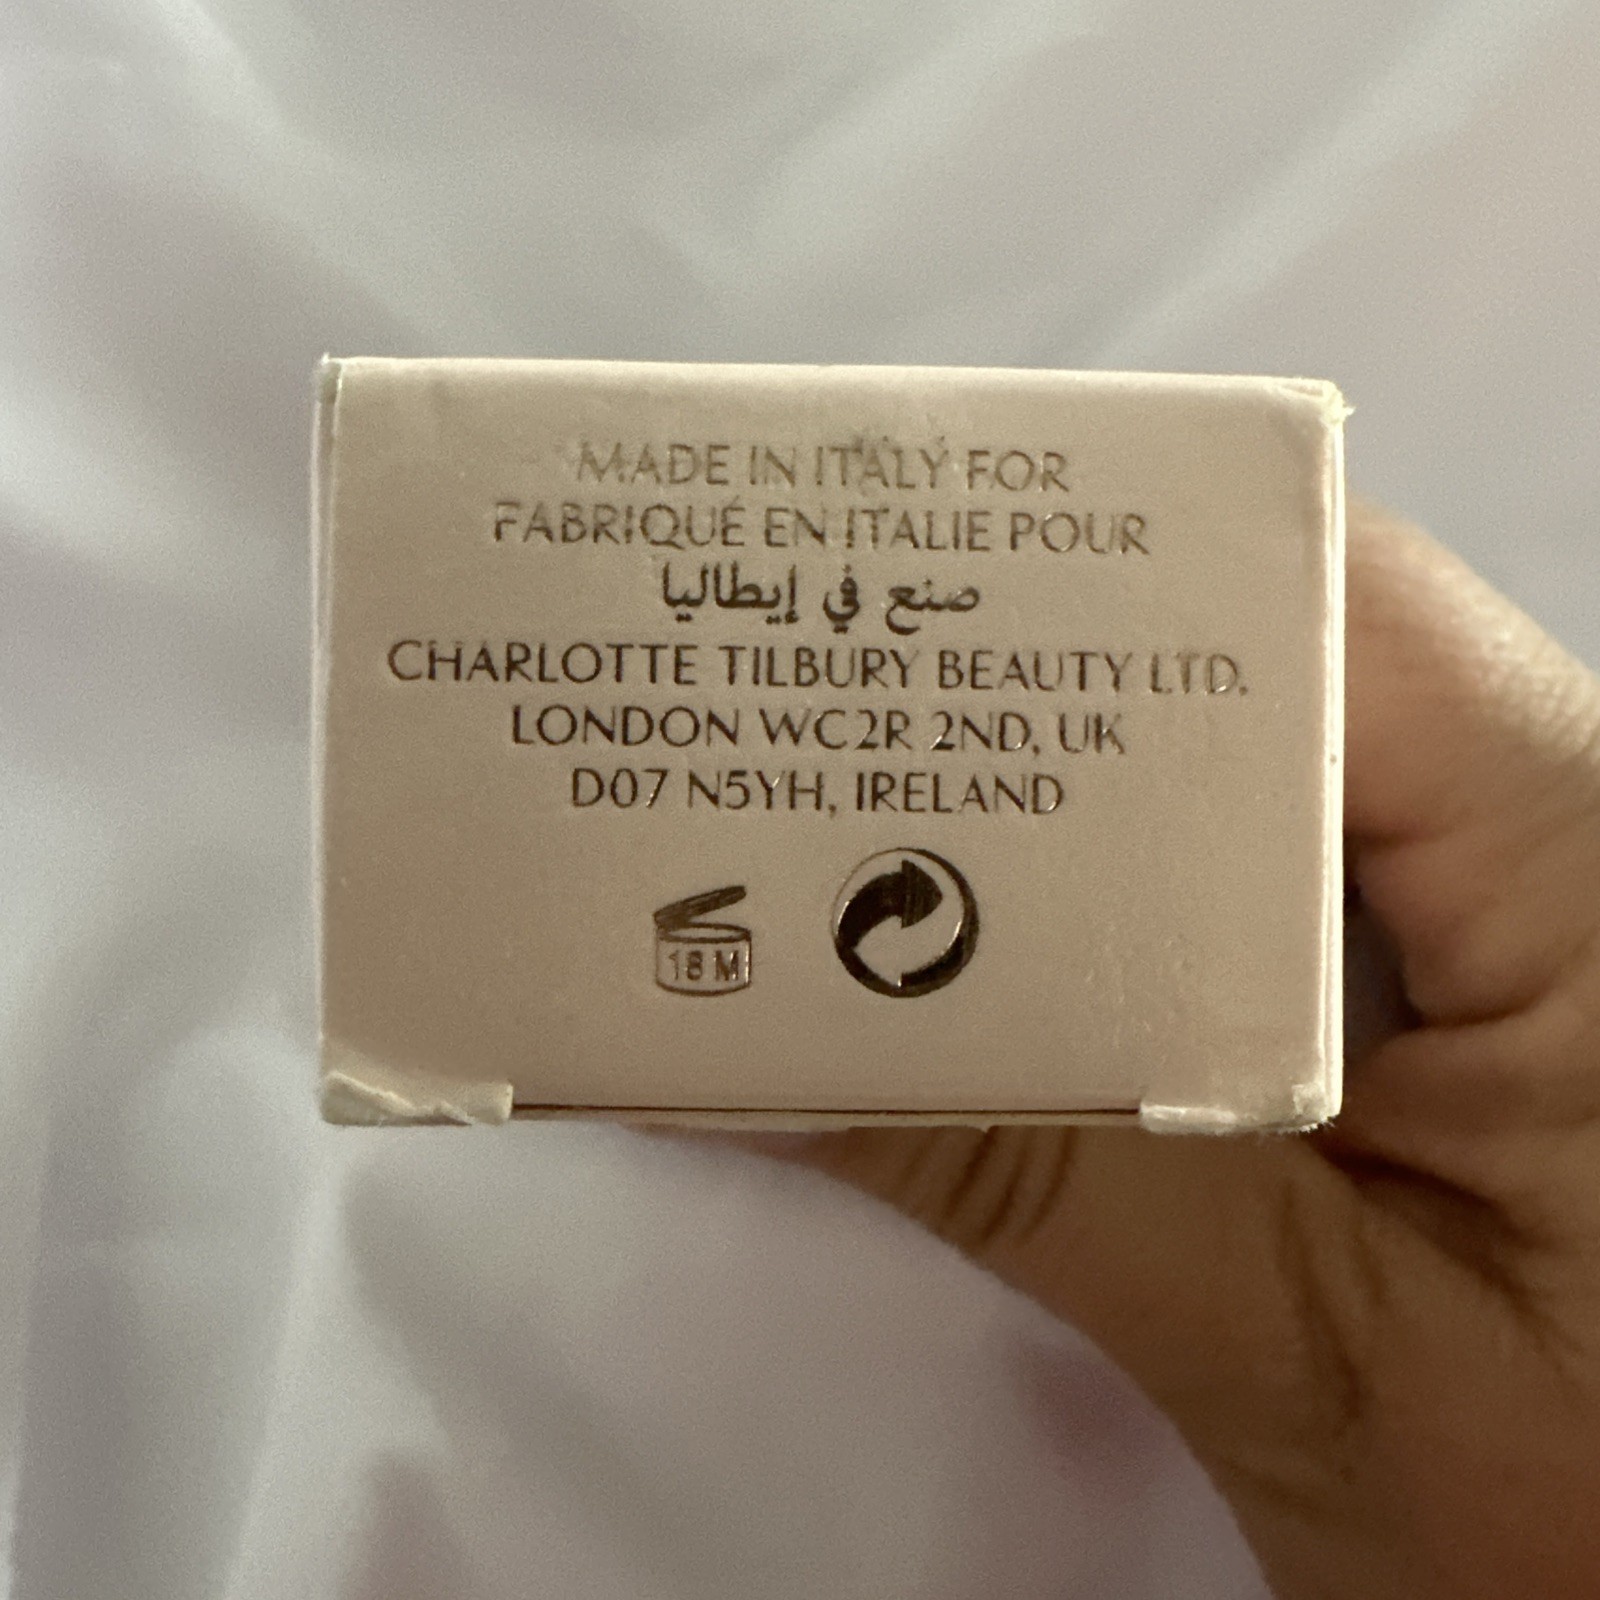 MADE IN ITALY FOR
FABRIQUÉ EN ITALIE POUR
صنع في إيطاليا
CHARLOTTE TILBURY BEAUTY LTD.
LONDON WC2R 2ND, UK
D07 N5YH, IRELAND
18 M